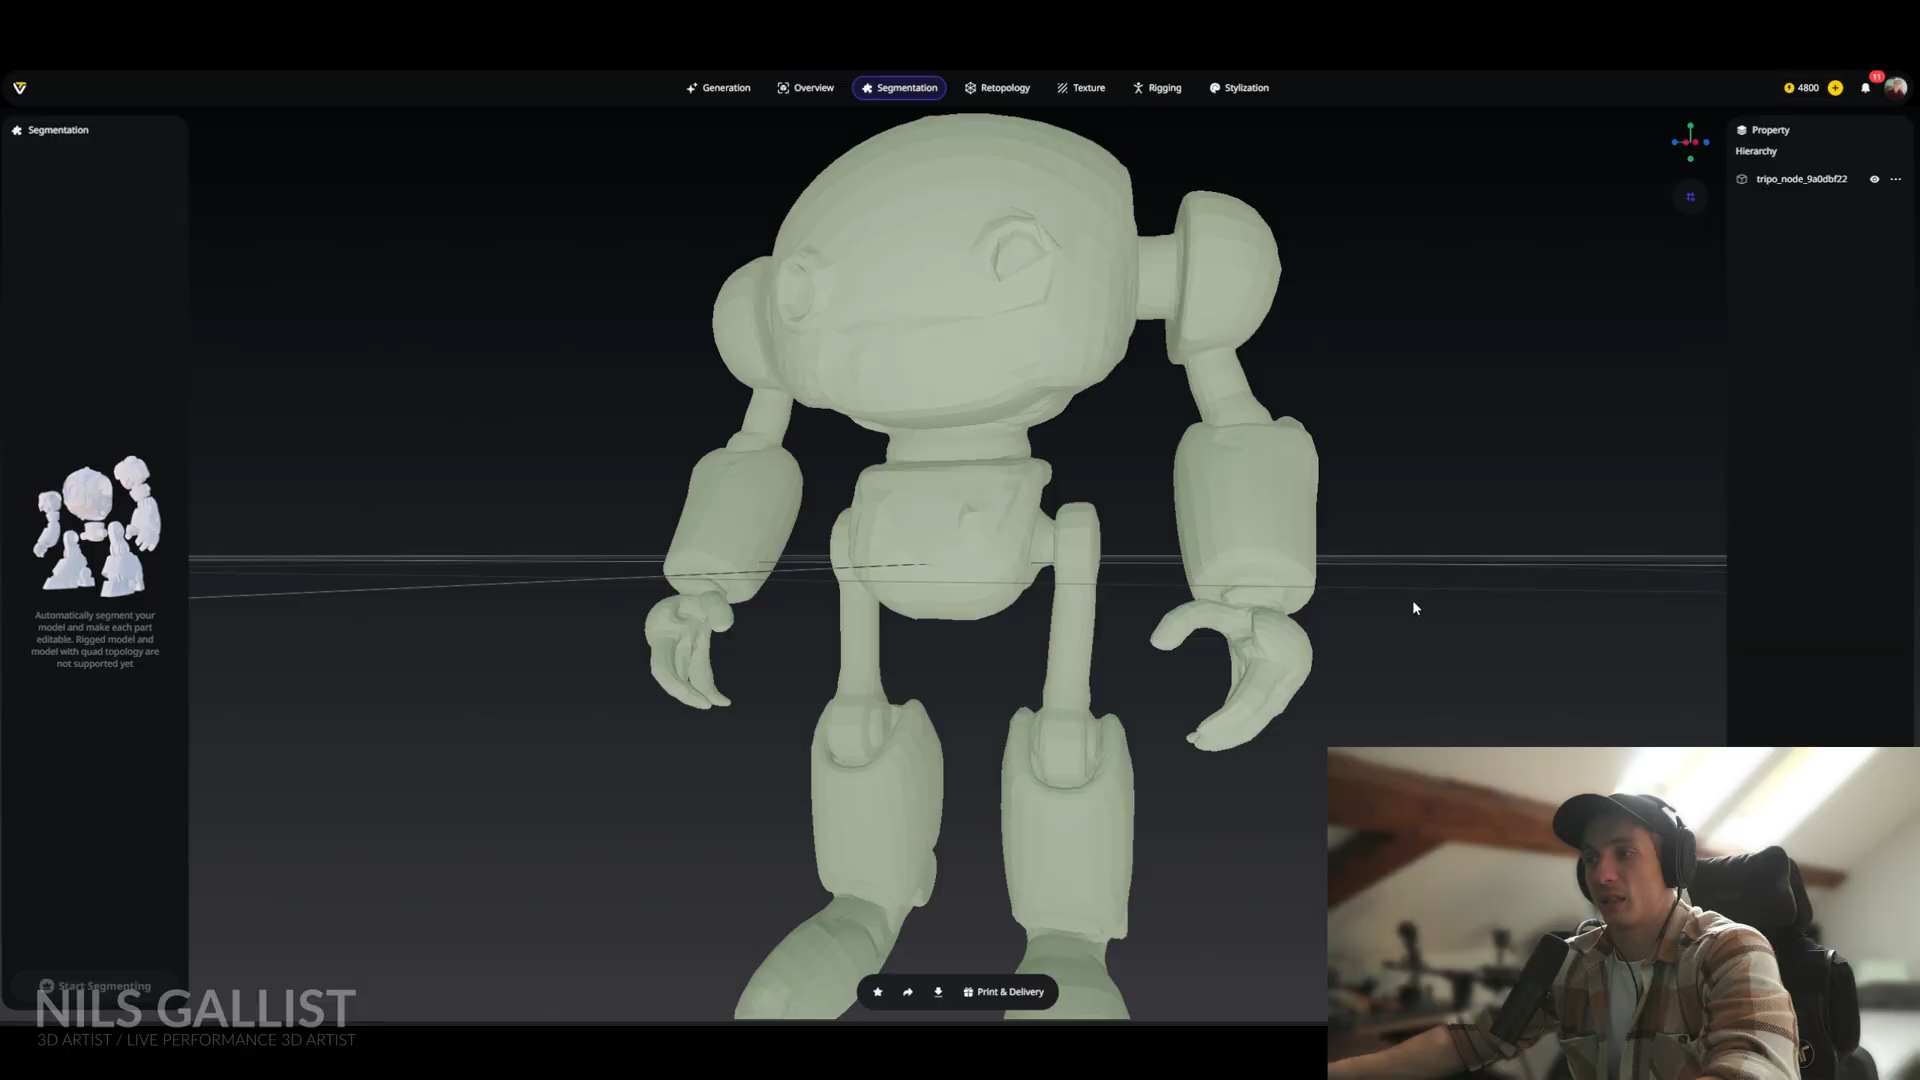 Generation
Overview
Segmentation
Retopology
Texture
Rigging
Stylization
4800
11
Segmentation
Property
Hierarchy
tripo_node_9a0dbf22
Automatically segment your
model and make each part
editable. Rigged model and
model with quad topology are
not supported yet
Start Segmenting
Print & Delivery
NILS GALLIST
3D ARTIST / LIVE PERFORMANCE 3D ARTIST